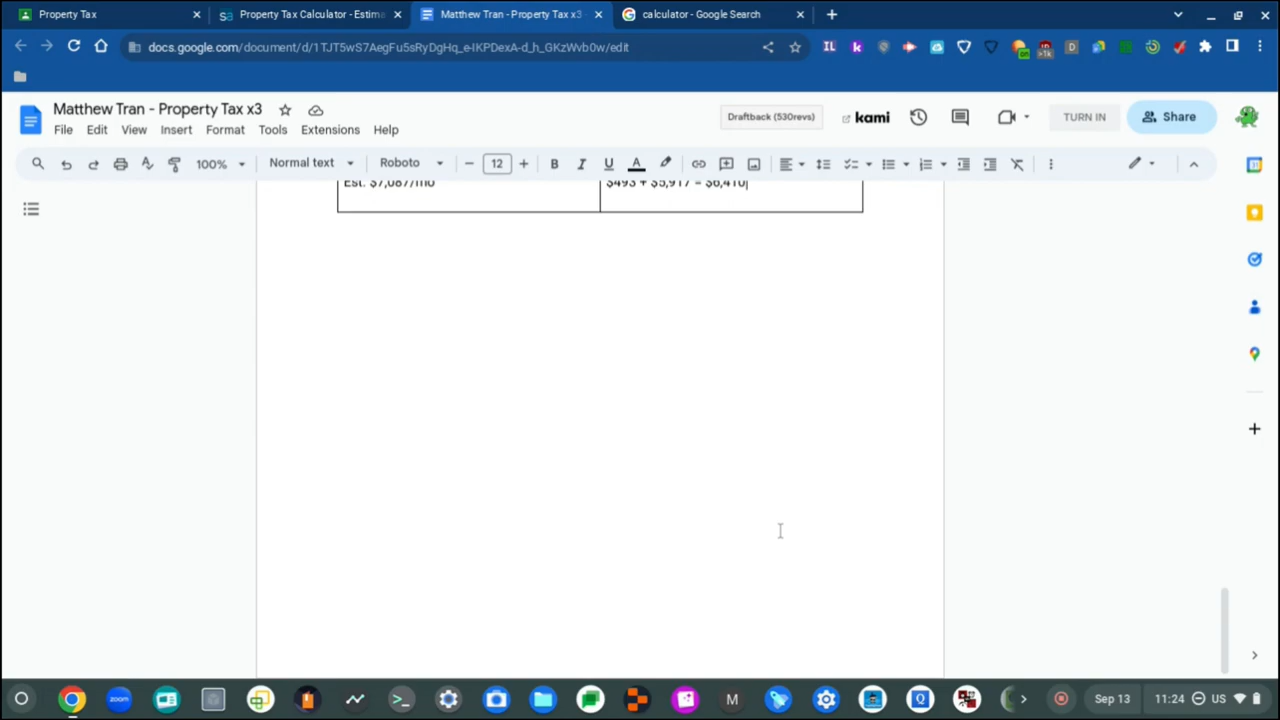 Property Tax
Property Tax Calculator - Estima
Matthew Tran - Property Tax x3
calculator - Google Search
docs.google.com/document/d/1TJT5wS7AegFu5sRyDgHq_e-IKPDexA-d_h_GKzWvb0w/edit
Matthew Tran - Property Tax x3
Draftback (530revs)
kami
TURN IN
Share
File Edit View Insert Format Tools Extensions Help
100% Normal text Roboto 12
Est. $7,087/mo
$493 + $5,917 = $6,410
Sep 13 11:24 US